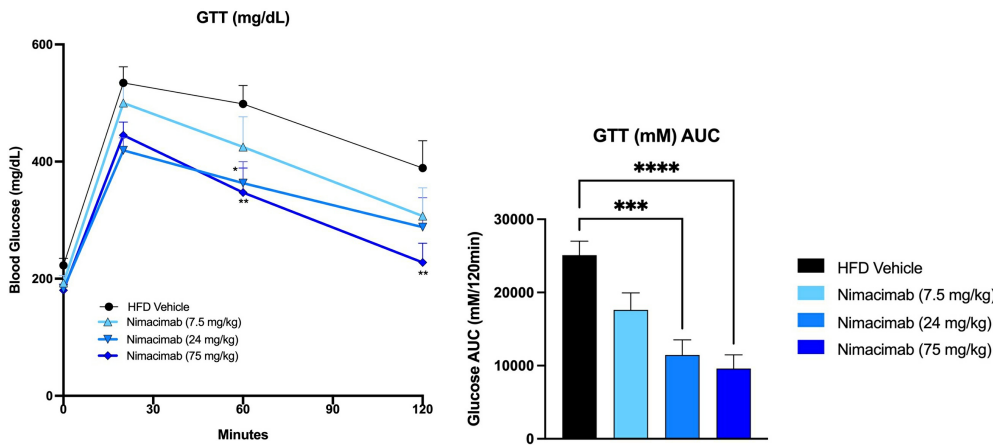 GTT (mg/dL)
600
400
200
0
Blood Glucose (mg/dL)
*
**
**
HFD Vehicle
Nimacimab (7.5 mg/kg)
Nimacimab (24 mg/kg)
Nimacimab (75 mg/kg)
0 30 60 90 120
Minutes
GTT (mM) AUC
****
***
30000
20000
10000
0
Glucose AUC (mM/120min)
HFD Vehicle
Nimacimab (7.5 mg/kg)
Nimacimab (24 mg/kg)
Nimacimab (75 mg/kg)